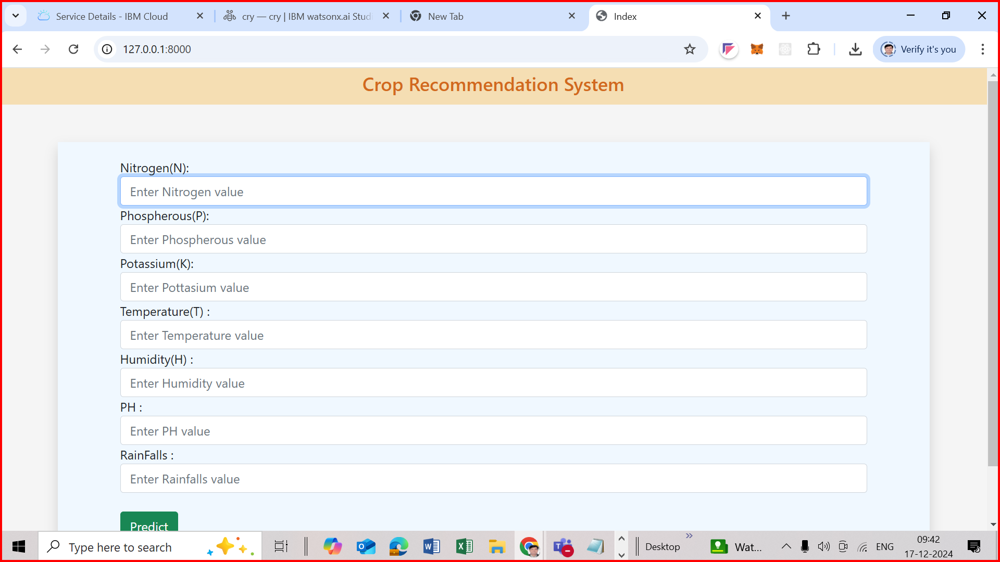 Service Details - IBM Cloud
cry — cry | IBM watsonx.ai Stud
New Tab
Index
127.0.0.1:8000
Verify it's you
Crop Recommendation System
Nitrogen(N):
Enter Nitrogen value
Phospherous(P):
Enter Phospherous value
Potassium(K):
Enter Pottasium value
Temperature(T) :
Enter Temperature value
Humidity(H) :
Enter Humidity value
PH :
Enter PH value
RainFalls :
Enter Rainfalls value
Predict
Type here to search
Desktop
Wat...
ENG
09:42
17-12-2024